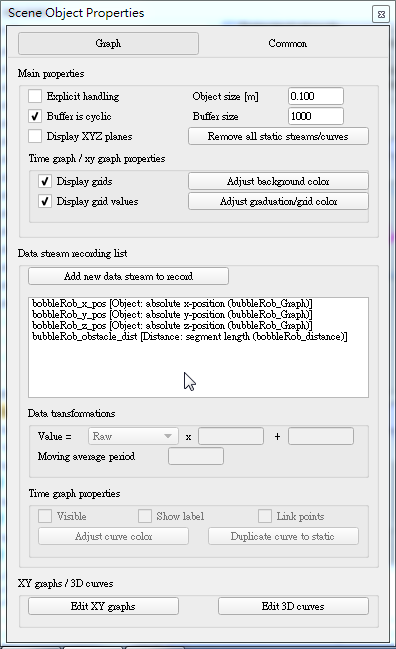 Scene Object Properties
Graph
Common
Main properties
Explicit handling
Object size [m]
0.100
Buffer is cyclic
Buffer size
1000
Display XYZ planes
Remove all static streams/curves
Time graph / xy graph properties
Display grids
Adjust background color
Display grid values
Adjust graduation/grid color
Data stream recording list
Add new data stream to record
bobbleRob_x_pos [Object: absolute x-position (bubbleRob_Graph)]
bobbleRob_y_pos [Object: absolute y-position (bubbleRob_Graph)]
bobbleRob_z_pos [Object: absolute z-position (bubbleRob_Graph)]
bubbleRob_obstacle_dist [Distance: segment length (bobbleRob_distance)]
Data transformations
Value =
Raw
x
+
Moving average period
Time graph properties
Visible
Show label
Link points
Adjust curve color
Duplicate curve to static
XY graphs / 3D curves
Edit XY graphs
Edit 3D curves